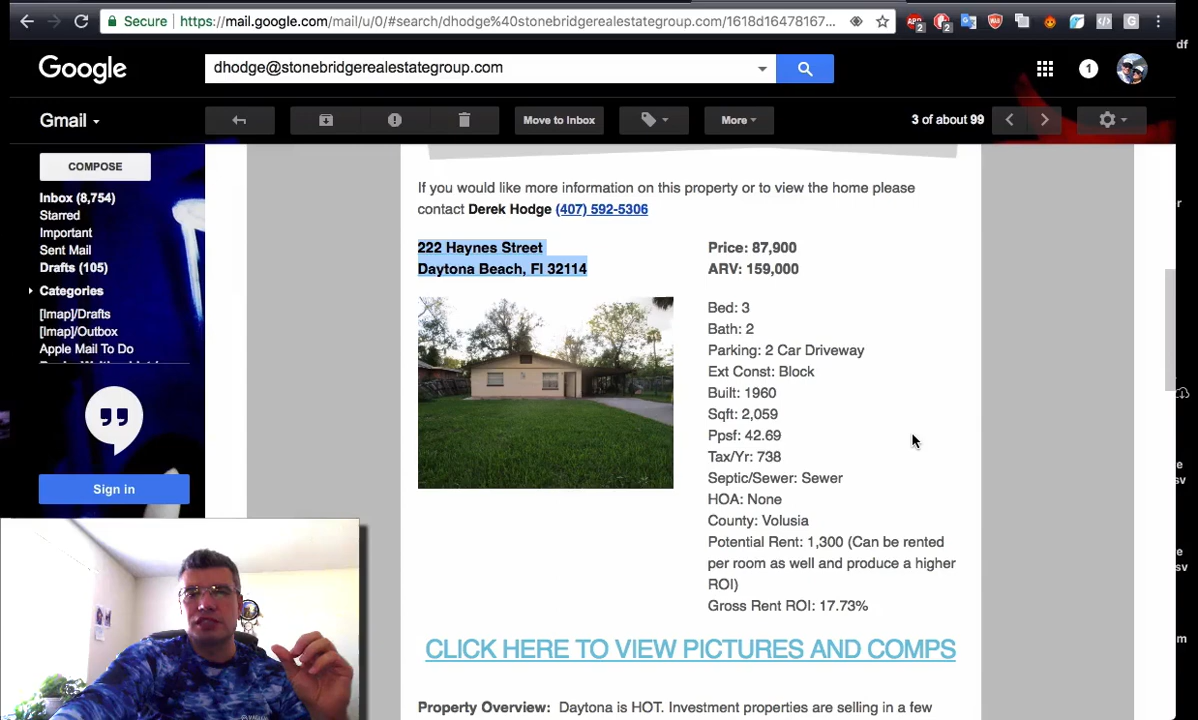 Secure
https://mail.google.com/mail/u/0/#search/dhodge%40stonebridgerealestategroup.com/1618d16478167...
2
2
G
df
Google
dhodge@stonebridgerealestategroup.com
1
Gmail
Move to Inbox
More
3 of about 99
COMPOSE
Inbox (8,754)
Starred
Important
Sent Mail
Drafts (105)
Categories
[Imap]/Drafts
[Imap]/Outbox
Apple Mail To Do
Sign in
If you would like more information on this property or to view the home please
contact Derek Hodge (407) 592-5306
222 Haynes Street
Daytona Beach, Fl 32114
Price: 87,900
ARV: 159,000
Bed: 3
Bath: 2
Parking: 2 Car Driveway
Ext Const: Block
Built: 1960
Sqft: 2,059
Ppsf: 42.69
Tax/Yr: 738
Septic/Sewer: Sewer
HOA: None
County: Volusia
Potential Rent: 1,300 (Can be rented
per room as well and produce a higher
ROI)
Gross Rent ROI: 17.73%
CLICK HERE TO VIEW PICTURES AND COMPS
Property Overview: Daytona is HOT. Investment properties are selling in a few